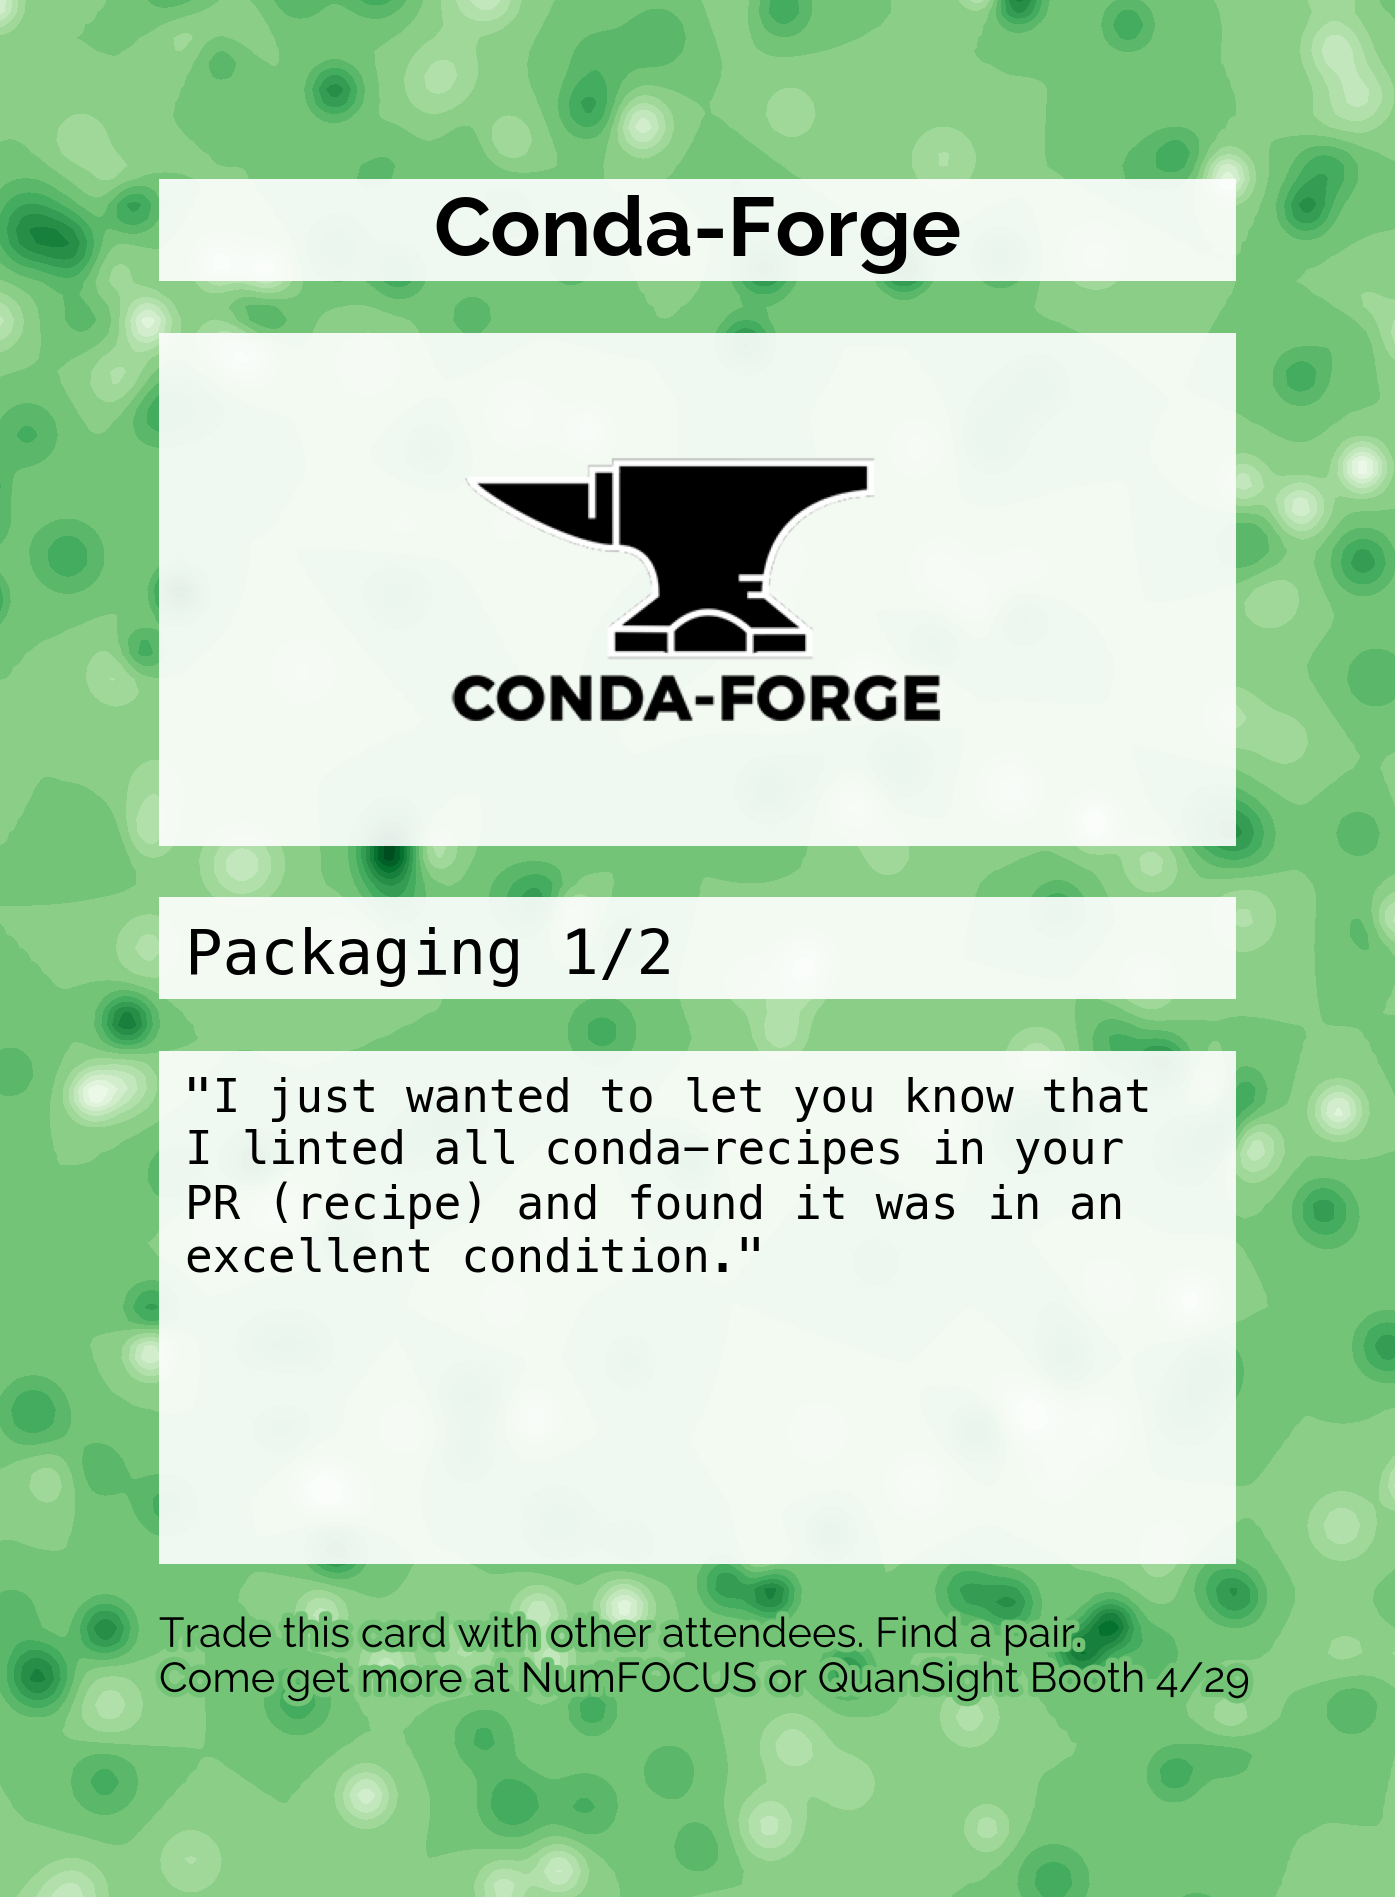 Conda-Forge
CONDA-FORGE
Packaging 1/2
"I just wanted to let you know that
I linted all conda-recipes in your
PR (recipe) and found it was in an
excellent condition."
Trade this card with other attendees. Find a pair.
Come get more at NumFOCUS or QuanSight Booth 4/29